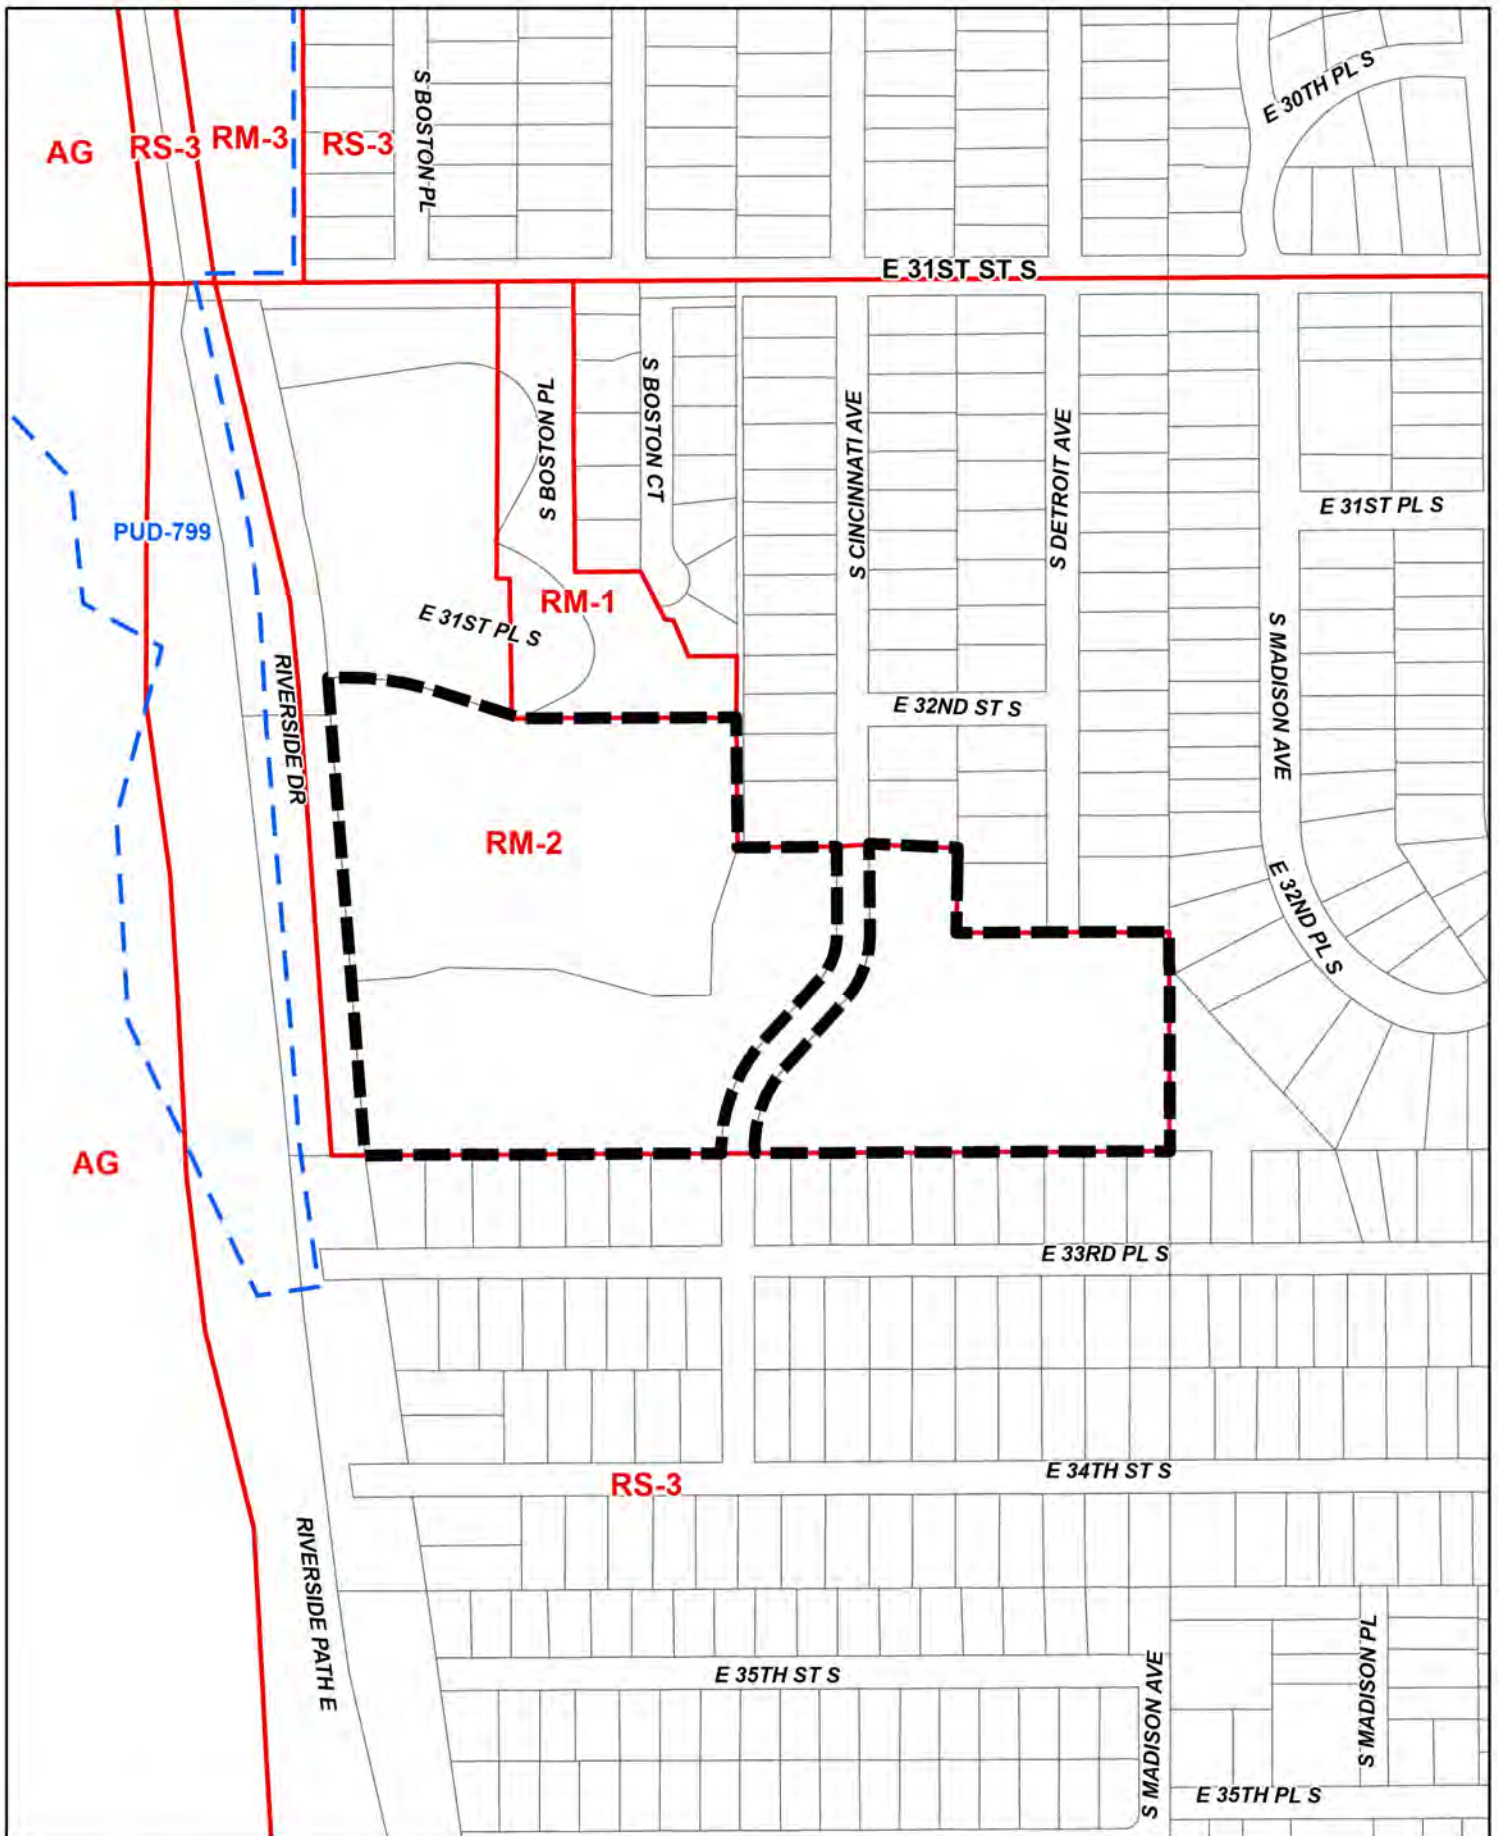 E 30TH PL S
S BOSTON PL
AG
RS-3
RM-3
RS-3
E 31ST ST S
S BOSTON PL
S BOSTON CT
S CINCINNATI AVE
S DETROIT AVE
E 31ST PL S
PUD-799
RM-1
E 31ST PL S
S MADISON AVE
RIVERSIDE DR
E 32ND ST S
RM-2
E 32ND PL S
AG
E 33RD PL S
E 34TH ST S
RS-3
RIVERSIDE PATH E
E 35TH ST S
S MADISON AVE
S MADISON PL
E 35TH PL S